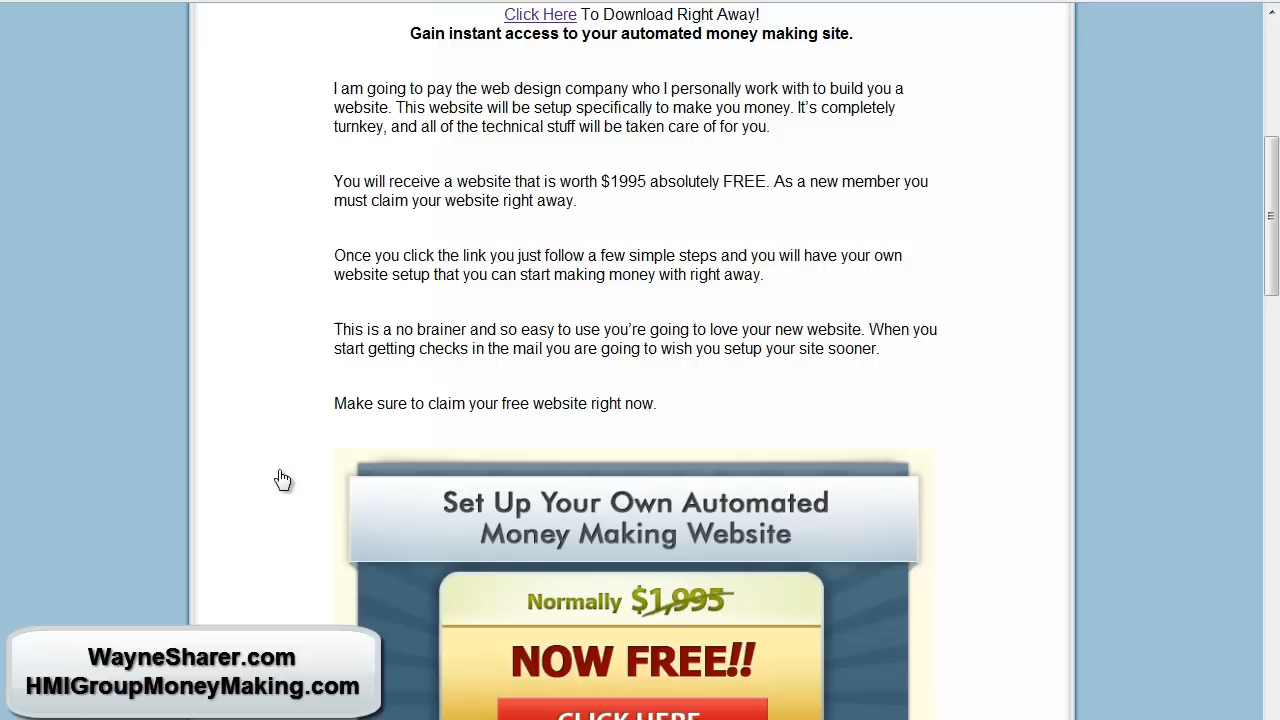 Click Here To Download Right Away!
Gain instant access to your automated money making site.
I am going to pay the web design company who I personally work with to build you a
website. This website will be setup specifically to make you money. It's completely
turnkey, and all of the technical stuff will be taken care of for you.
You will receive a website that is worth $1995 absolutely FREE. As a new member you
must claim your website right away.
Once you click the link you just follow a few simple steps and you will have your own
website setup that you can start making money with right away.
This is a no brainer and so easy to use you're going to love your new website. When you
start getting checks in the mail you are going to wish you setup your site sooner.
Make sure to claim your free website right now.
Set Up Your Own Automated
Money Making Website
Normally $1,995
NOW FREE!!
CLICK HERE
WayneSharer.com
HMIGroupMoneyMaking.com